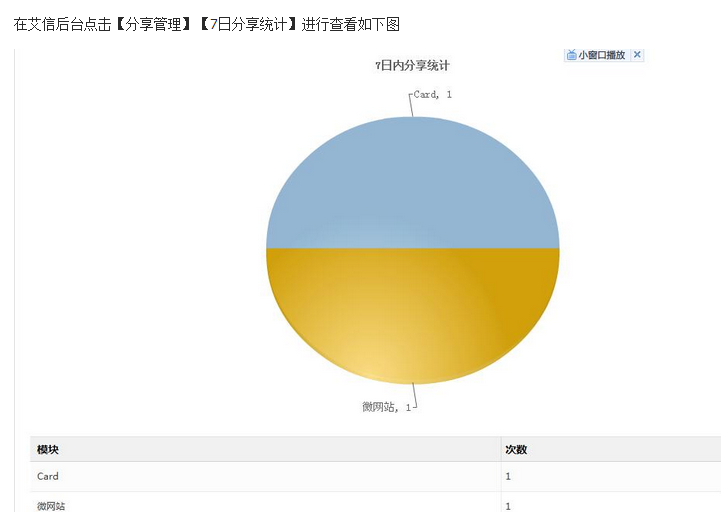 在艾信后台点击【分享管理】【7日分享统计】进行查看如下图
小窗口播放 ×
7日内分享统计
Card, 1
微网站, 1
模块 次数
Card 1
微网站 1